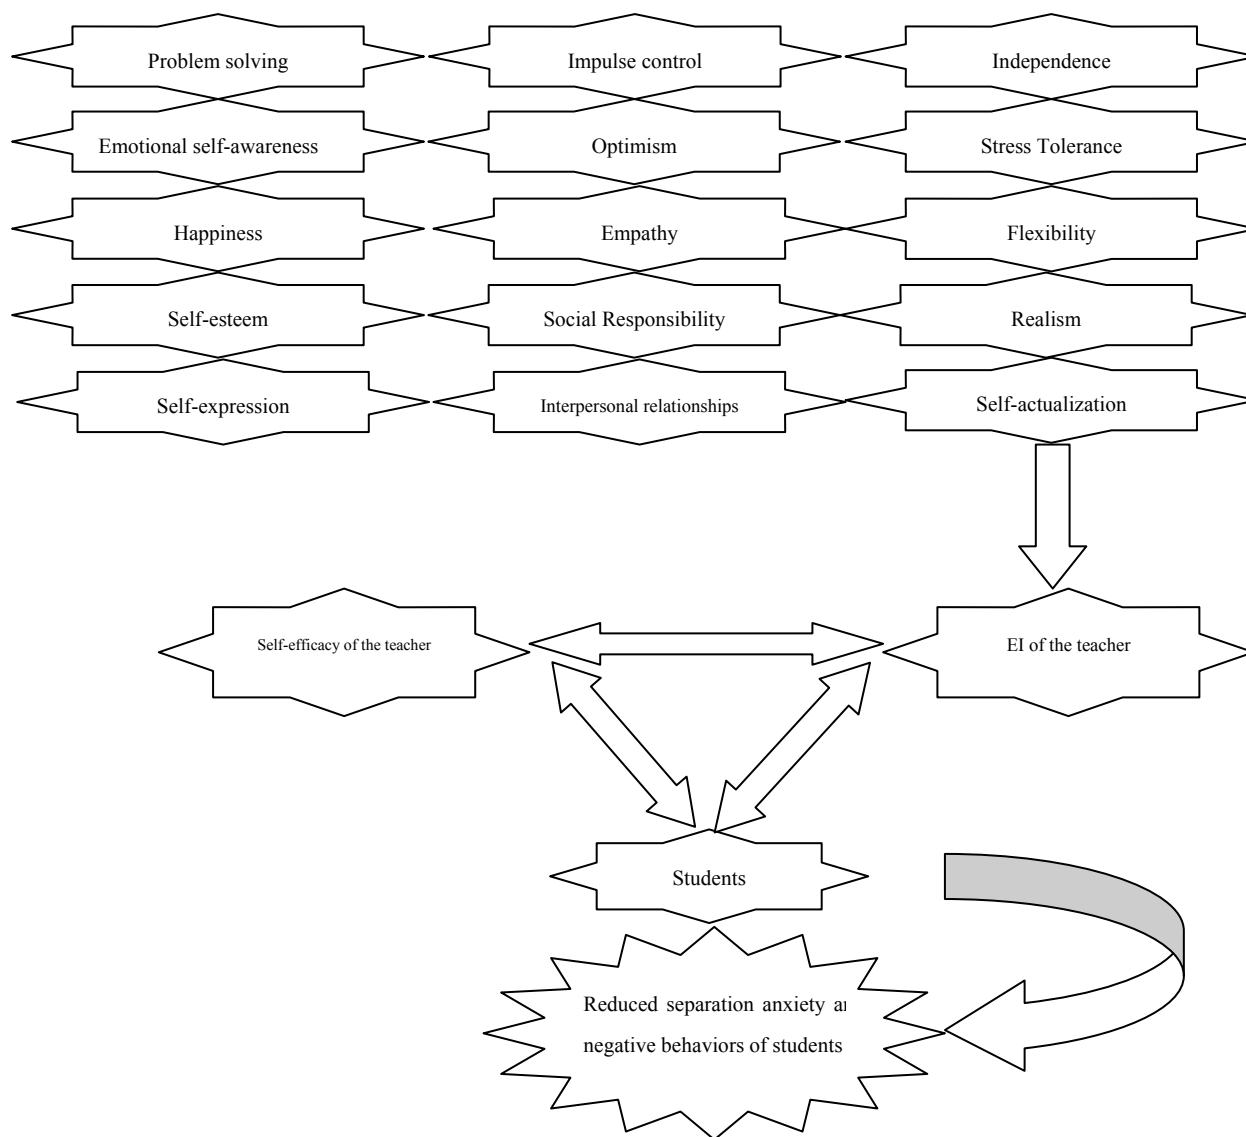 Problem solving
Impulse control
Independence
Emotional self-awareness
Optimism
Stress Tolerance
Happiness
Empathy
Flexibility
Self-esteem
Social Responsibility
Realism
Self-expression
Interpersonal relationships
Self-actualization
Self-efficacy of the teacher
EI of the teacher
Students
Reduced separation anxiety
negative behaviors of students